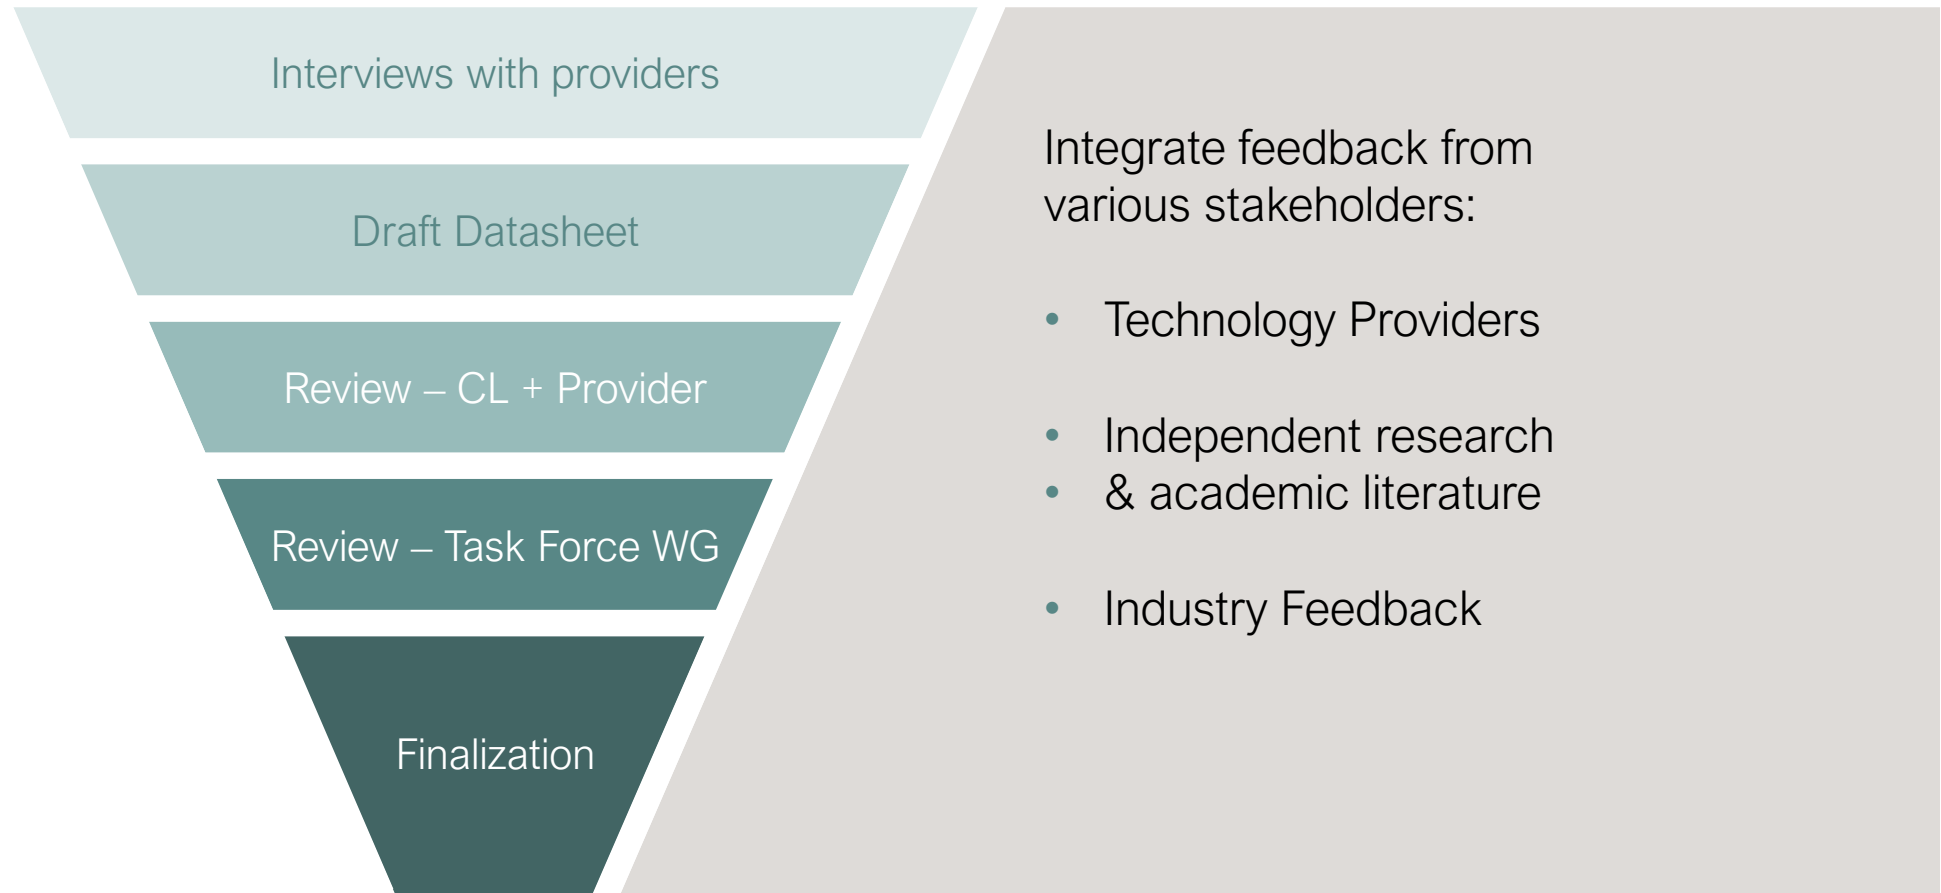 Interviews with providers
Draft Datasheet
Review – CL + Provider
Review – Task Force WG
Finalization
Integrate feedback from
various stakeholders:
• Technology Providers
• Independent research
• & academic literature
• Industry Feedback